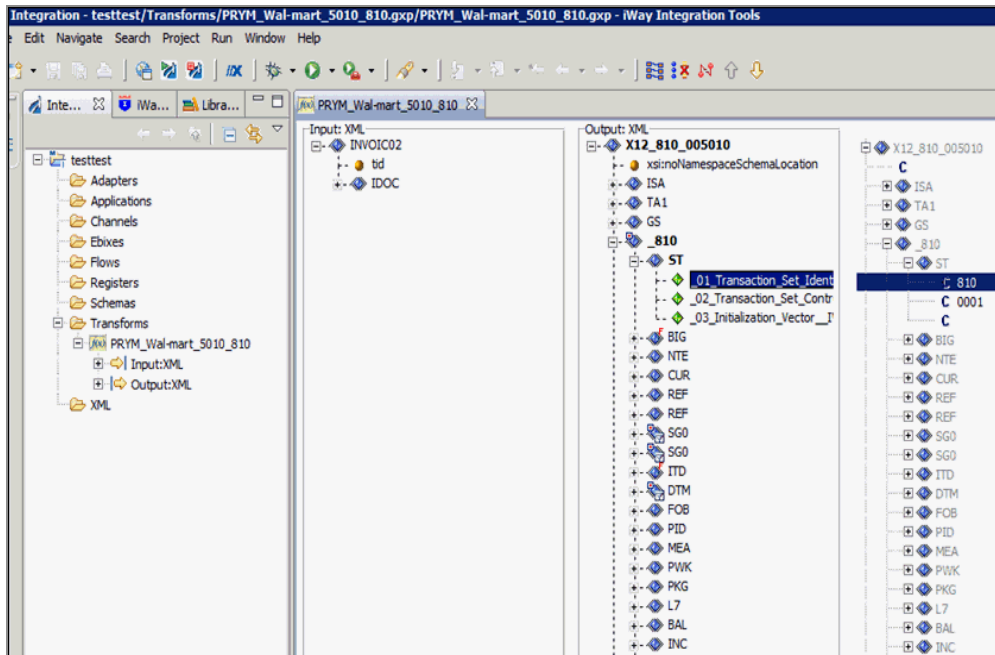 Integration - testtest/Transforms/PRYM_Wal-mart_5010_810.gxp/PRYM_Wal-mart_5010_810.gxp - iWay Integration Tools
Edit Navigate Search Project Run Window Help
Inte... iWa... Libra...
testtest
Adapters
Applications
Channels
Ebixes
Flows
Registers
Schemas
Transforms
PRYM_Wal-mart_5010_810
Input:XML
Output:XML
XML
PRYM_Wal-mart_5010_810
Input: XML
INVOIC02
tid
IDOC
Output: XML
X12_810_005010
xsi:noNamespaceSchemaLocation
ISA
TA1
GS
_810
ST
_01_Transaction_Set_Ident
_02_Transaction_Set_Contr
_03_Initialization_Vector__I
BIG
NTE
CUR
REF
REF
SG0
SG0
ITD
DTM
FOB
PID
MEA
PWK
PKG
L7
BAL
INC
X12_810_005010
C
ISA
TA1
GS
_810
ST
C 810
C 0001
C
BIG
NTE
CUR
REF
REF
SG0
SG0
ITD
DTM
FOB
PID
MEA
PWK
PKG
L7
BAL
INC